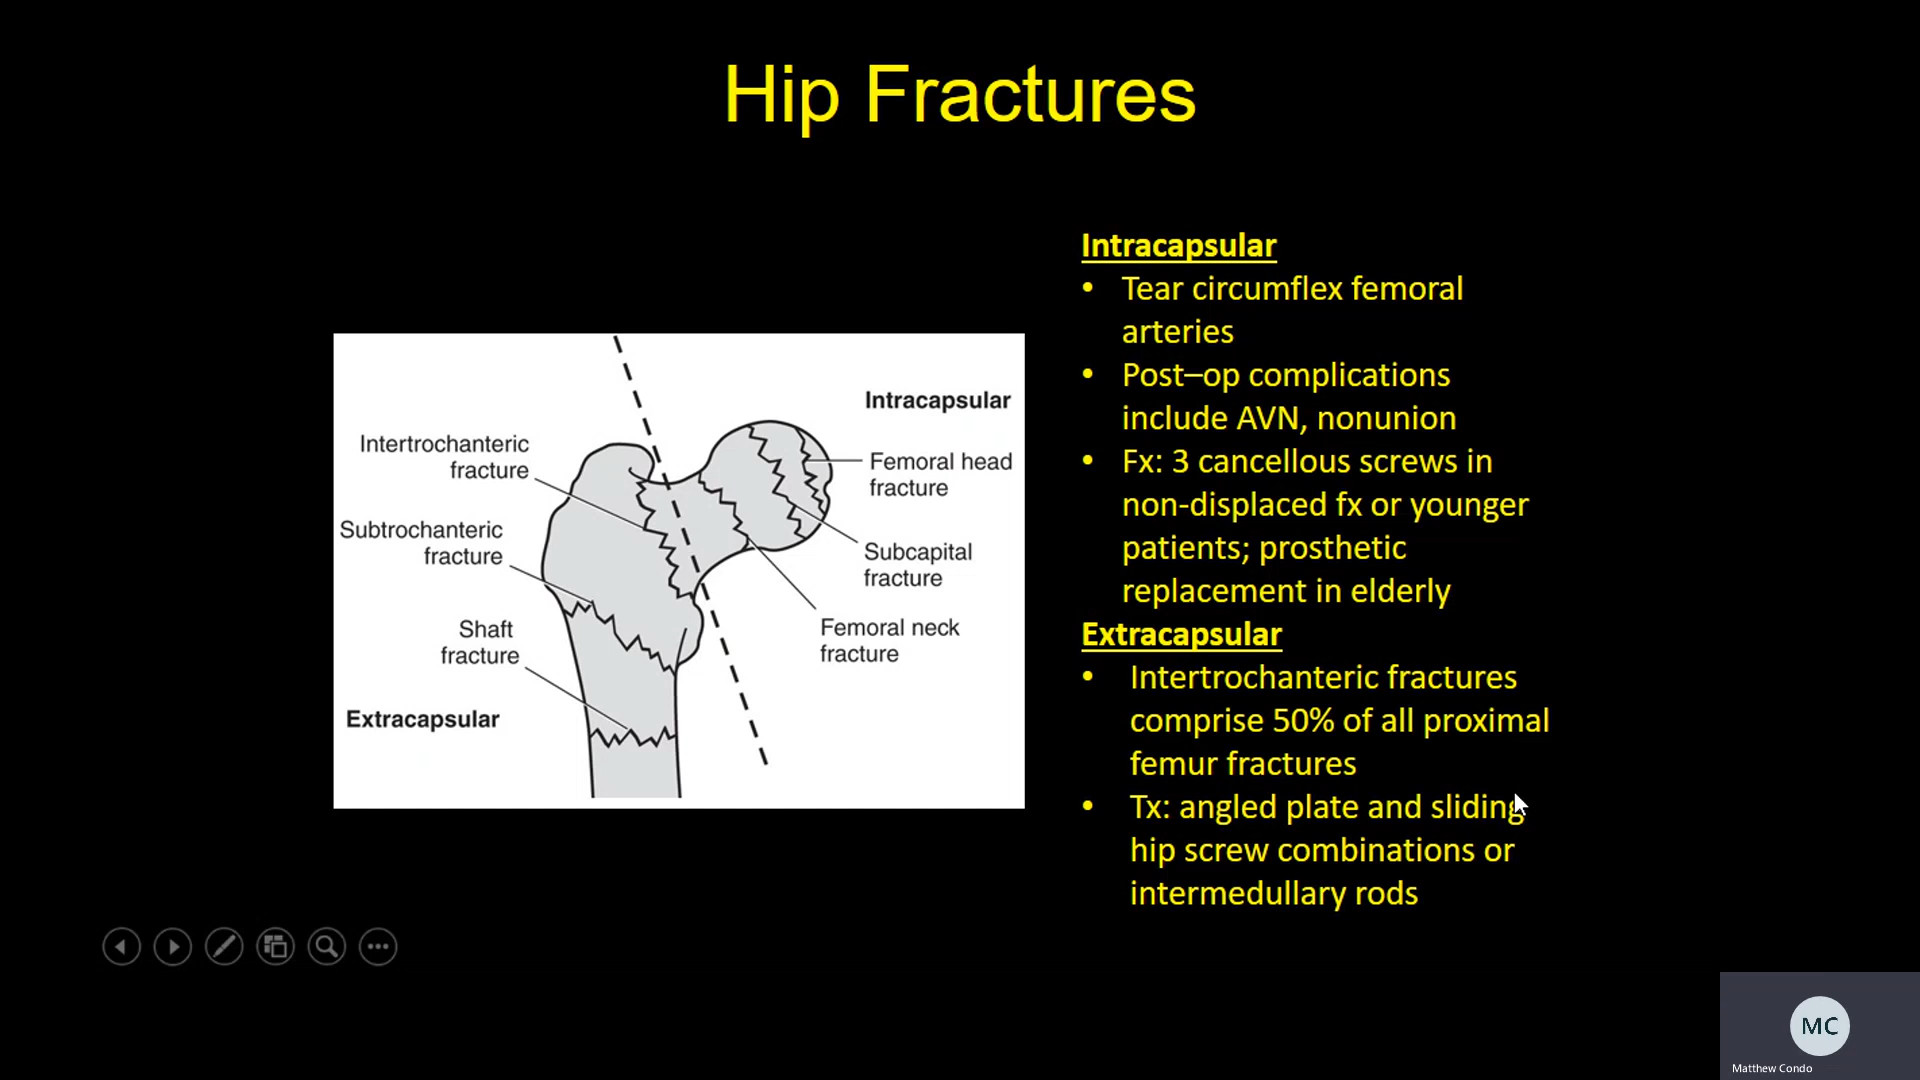 Hip Fractures
Intracapsular
Intertrochanteric
fracture
Femoral head
fracture
Subtrochanteric
fracture
Subcapital
fracture
Shaft
fracture
Femoral neck
fracture
Extracapsular
Intracapsular
• Tear circumflex femoral
arteries
• Post–op complications
include AVN, nonunion
• Fx: 3 cancellous screws in
non-displaced fx or younger
patients; prosthetic
replacement in elderly
Extracapsular
• Intertrochanteric fractures
comprise 50% of all proximal
femur fractures
• Tx: angled plate and sliding
hip screw combinations or
intermedullary rods
MC
Matthew Condo